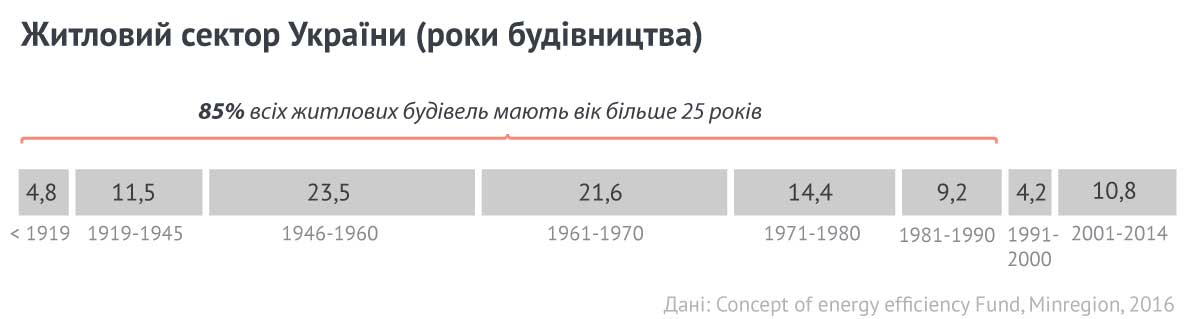 Житловий сектор України (роки будівництва)
85% всіх житлових будівель мають вік більше 25 років
4,8 11,5 23,5 21,6 14,4 9,2 4,2 10,8
< 1919 1919-1945 1946-1960 1961-1970 1971-1980 1981-1990 1991- 2001-2014
2000
Дані: Concept of energy efficiency Fund, Minregion, 2016